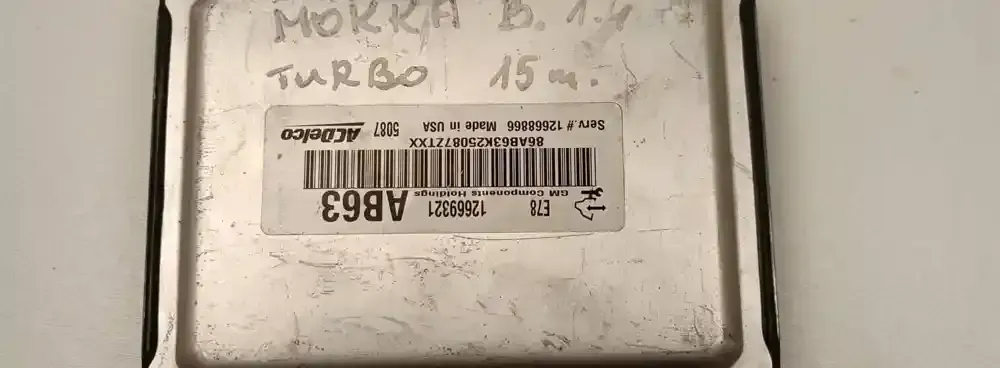 MOKKA B. 1.4
TURBO 15 m.
E78 12669321 AB63
GM Components Holdings
86AB63K25087ZTXX
Serv.# 12668866 Made in USA 5087 ACDelco